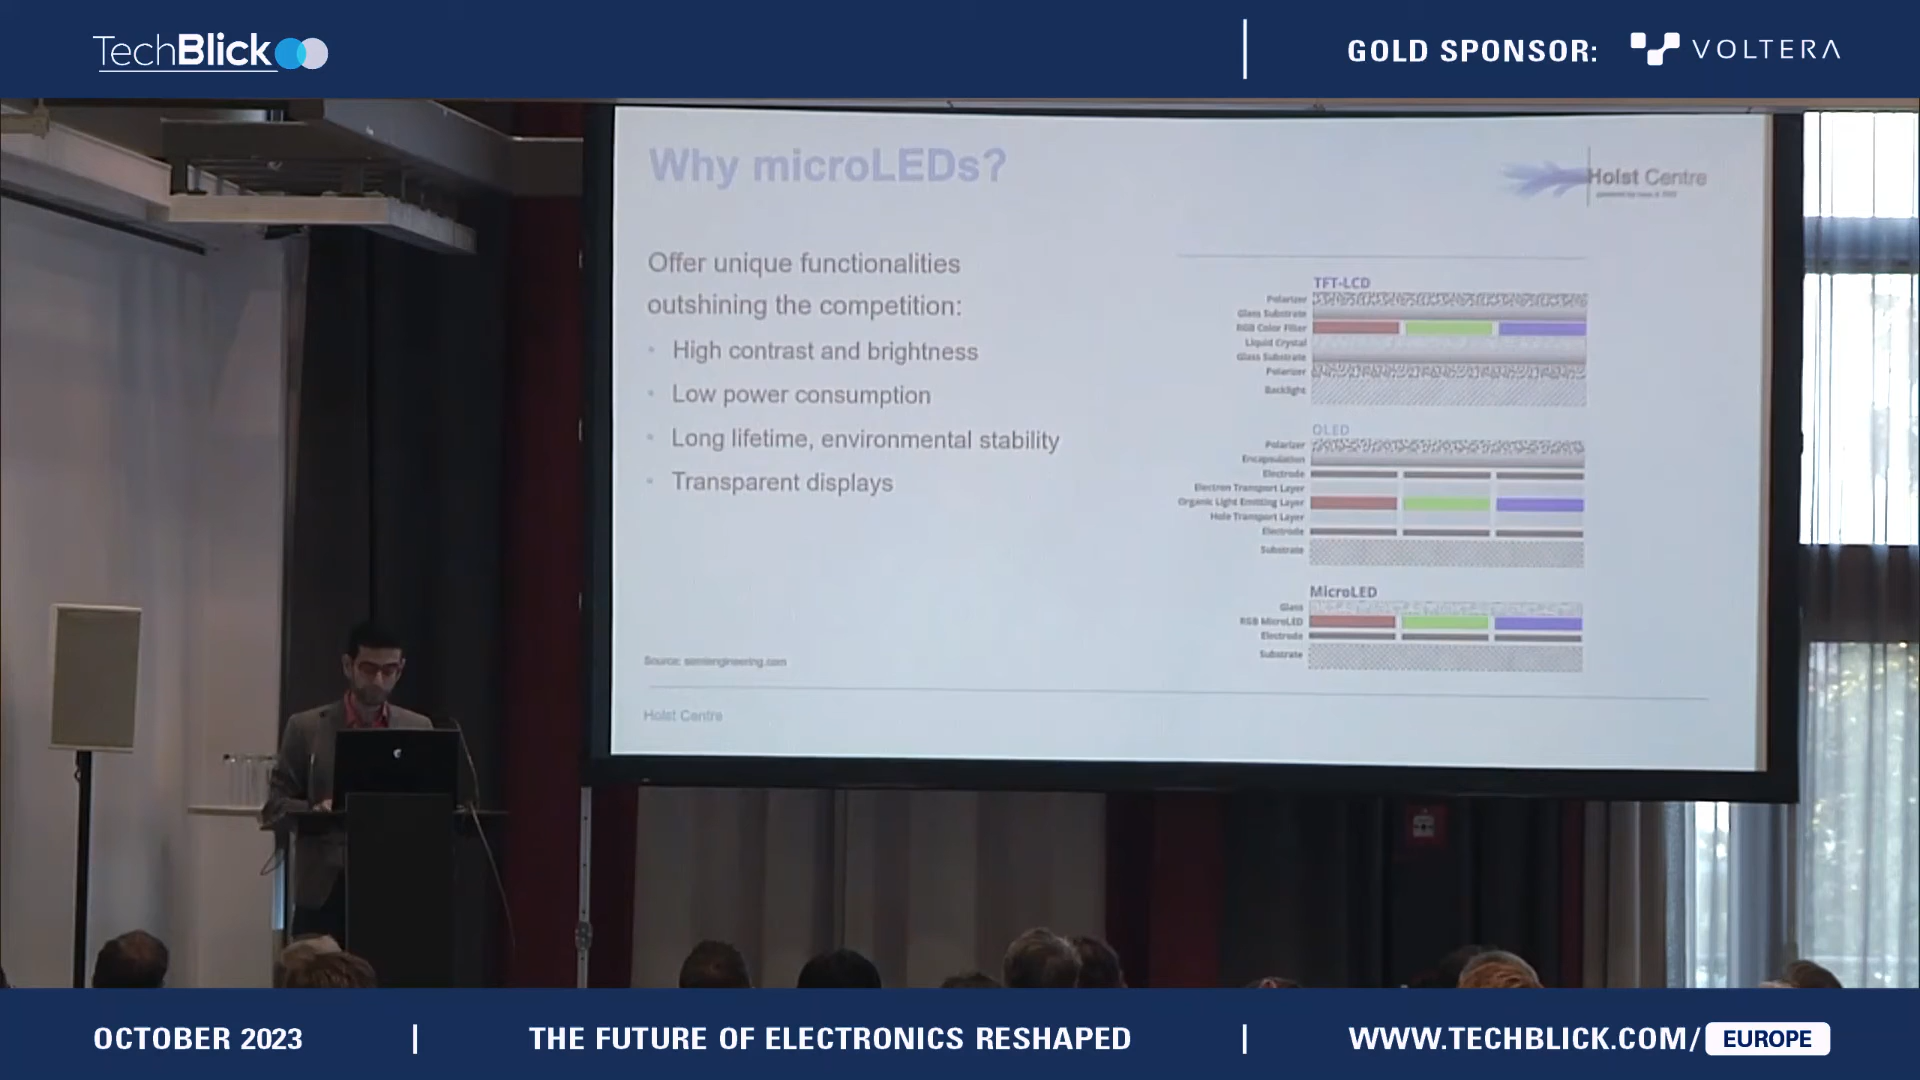 TechBlick
GOLD SPONSOR: VOLTERA
Why microLEDs?
Holst Centre
Offer unique functionalities
outshining the competition:
• High contrast and brightness
• Low power consumption
• Long lifetime, environmental stability
• Transparent displays
TFT-LCD
Polarizer
Glass Substrate
RGB Color Filter
Liquid Crystal
Glass Substrate
Polarizer
Backlight
OLED
Polarizer
Encapsulation
Electrode
Electron Transport Layer
Organic Light Emitting Layer
Hole Transport Layer
Electrode
Substrate
MicroLED
Glass
RGB MicroLED
Electrode
Substrate
Source: semiengineering.com
Holst Centre
OCTOBER 2023 | THE FUTURE OF ELECTRONICS RESHAPED | WWW.TECHBLICK.COM/ EUROPE